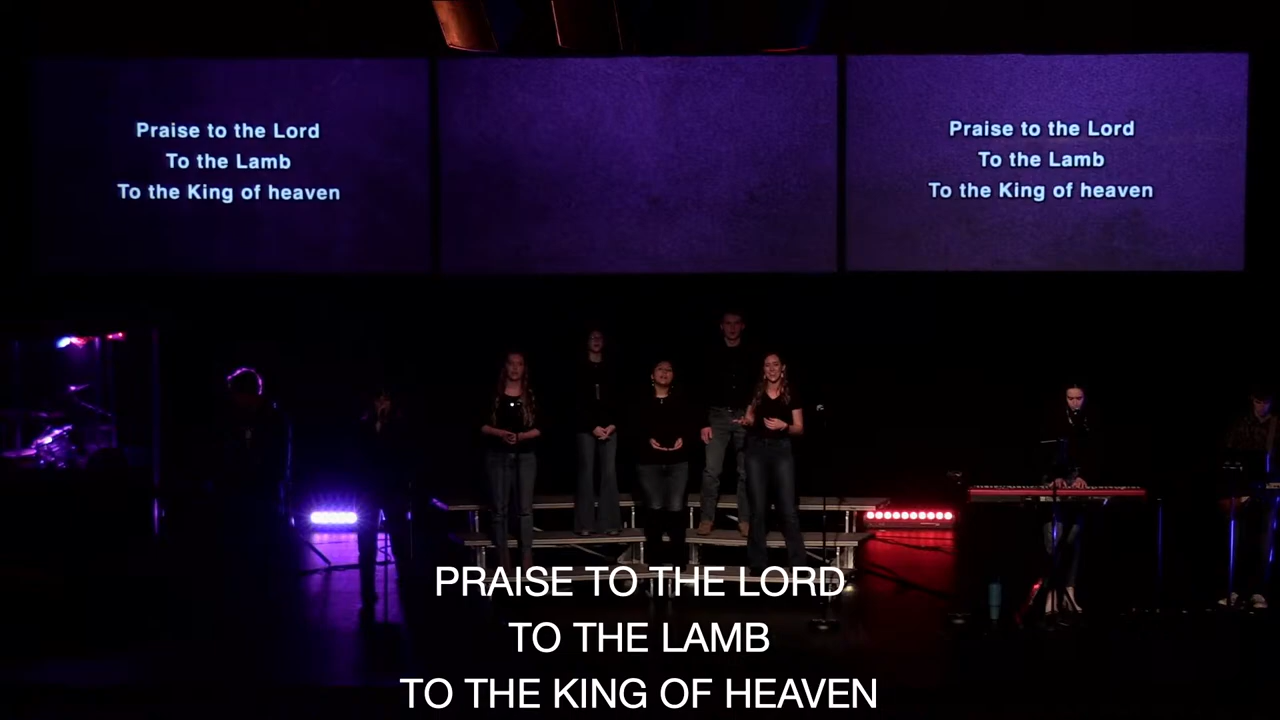 Praise to the Lord
To the Lamb
To the King of heaven
Praise to the Lord
To the Lamb
To the King of heaven
PRAISE TO THE LORD
TO THE LAMB
TO THE KING OF HEAVEN